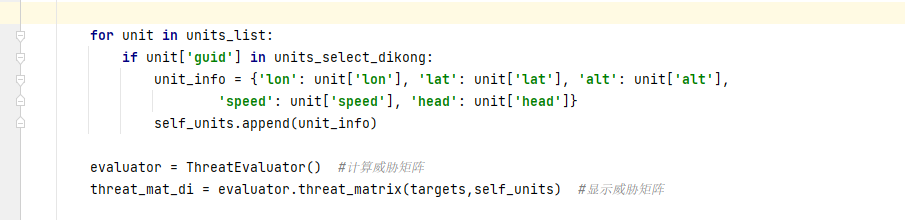 for unit in units_list:
if unit['guid'] in units_select_dikong:
unit_info = {'lon': unit['lon'], 'lat': unit['lat'], 'alt': unit['alt'],
'speed': unit['speed'], 'head': unit['head']}
self_units.append(unit_info)
evaluator = ThreatEvaluator()  #计算威胁矩阵
threat_mat_di = evaluator.threat_matrix(targets,self_units)  #显示威胁矩阵